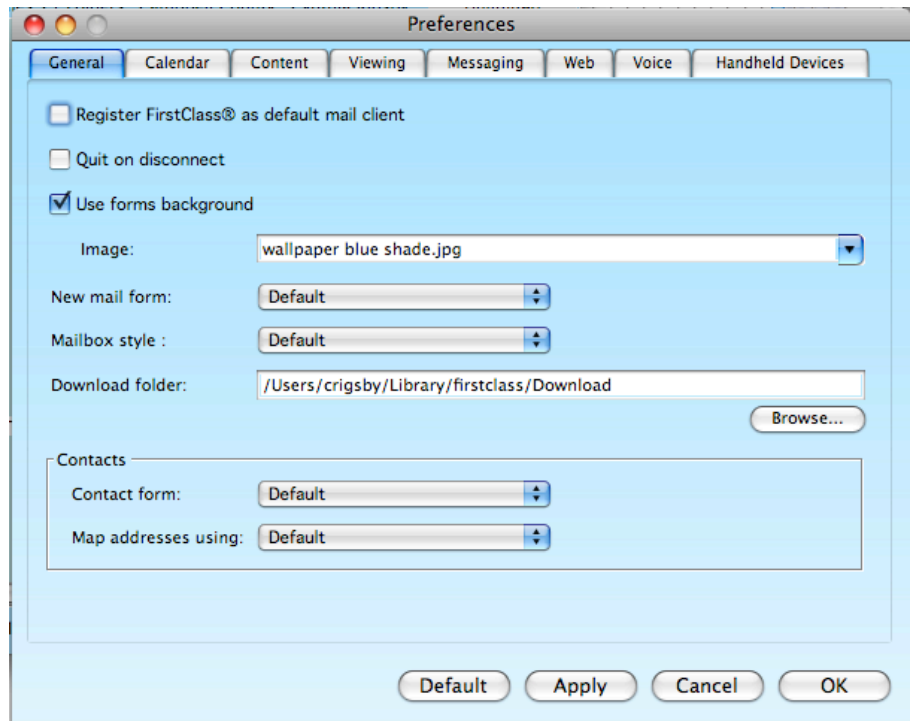 Preferences
General Calendar Content Viewing Messaging Web Voice Handheld Devices
Register FirstClass® as default mail client
Quit on disconnect
Use forms background
Image: wallpaper blue shade.jpg
New mail form: Default
Mailbox style : Default
Download folder: /Users/crigsby/Library/firstclass/Download
Browse...
Contacts
Contact form: Default
Map addresses using: Default
Default Apply Cancel OK